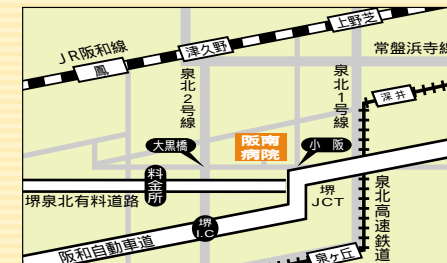 上野芝
JR阪和線
津久野
常盤浜寺線
鳳
泉北2号線
泉北1号線
深井
大黒橋
阪南
病院
小阪
料金所
堺泉北有料道路
堺
JCT
泉北高速鉄道
堺
I.C
阪和自動車道
泉ヶ丘